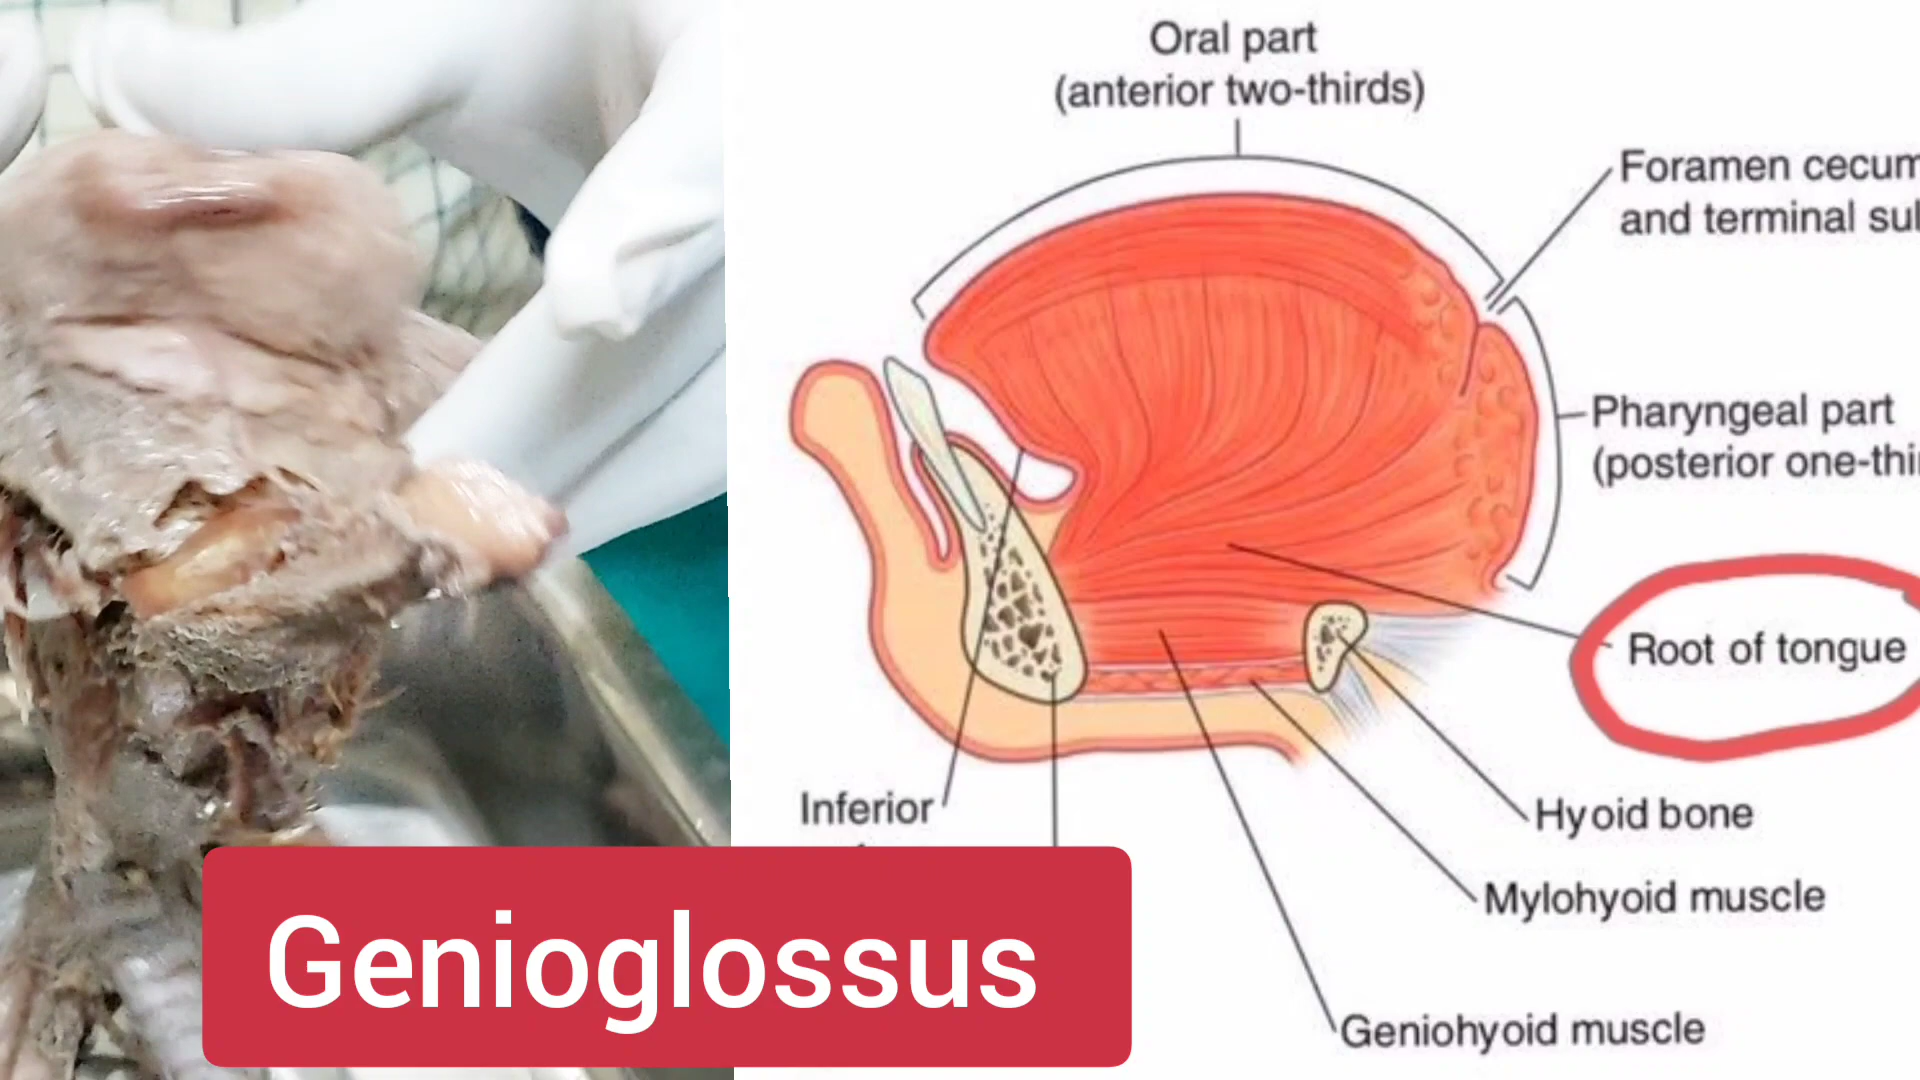 Oral part
(anterior two-thirds)
Foramen cecum
and terminal sul
Pharyngeal part
(posterior one-thi
Root of tongue
Inferior
Hyoid bone
Mylohyoid muscle
Geniohyoid muscle
Genioglossus